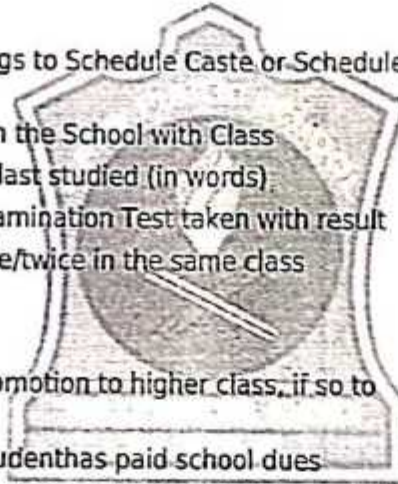 gs to Schedule Caste or Schedule
n the School with Class
last studied (in words)
amination Test taken with result
e/twice in the same class
omotion to higher class, if so to
udenthas paid school dues